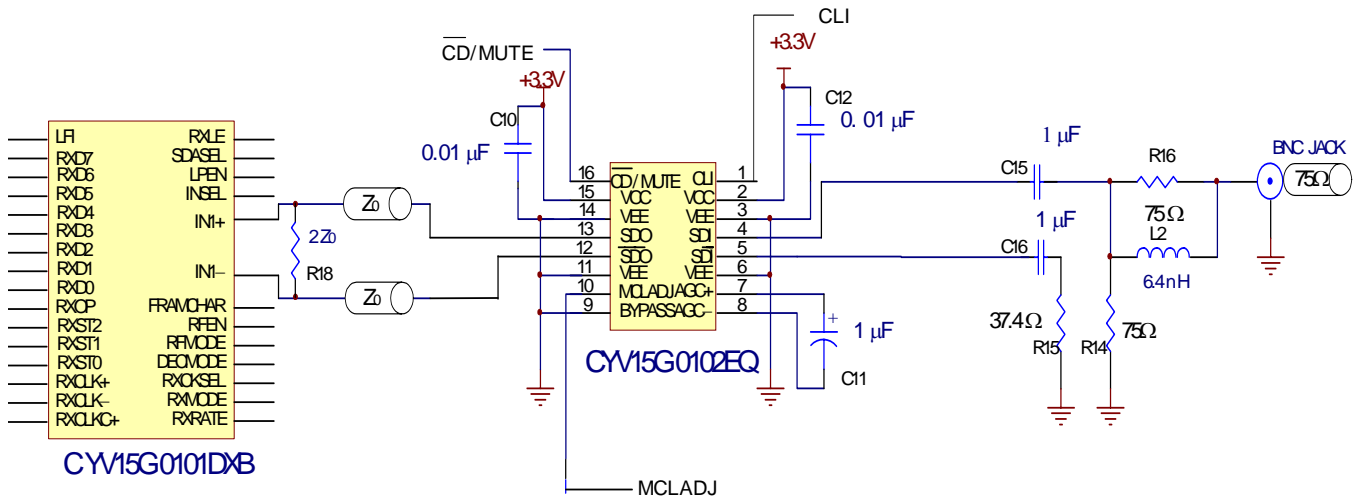 CLI
CD/MUTE
+3.3V
+3.3V
C10
0.01 µF
C12
0.01 µF
LFI
RXD7
RXD6
RXD5
RXD4
RXD3
RXD2
RXD1
RXD0
RXOP
RXST2
RXST1
RXST0
RXCLK+
RXCLK–
RXCLKC+
RXLE
SDASEL
LPEN
INSEL
IN1+
IN1–
FRAMCHAR
RFEN
RFMODE
DECMODE
RXCKSEL
RXMODE
RXRATE
CYV15G0101DXB
Z0
2Z0
R18
Z0
16 CD/MUTE CLI 1
15 VCC VCC 2
14 VEE VEE 3
13 SDO SDI 4
12 SDO SDI 5
11 VEE VEE 6
10 MCLADJ AGC+ 7
9 BYPASS AGC– 8
CYV15G0102EQ
+
1 µF
C11
MCLADJ
1 µF
C15
1 µF
C16
R16
75Ω
L2
6.4nH
37.4Ω
R15
75Ω
R14
BNC JACK
75Ω